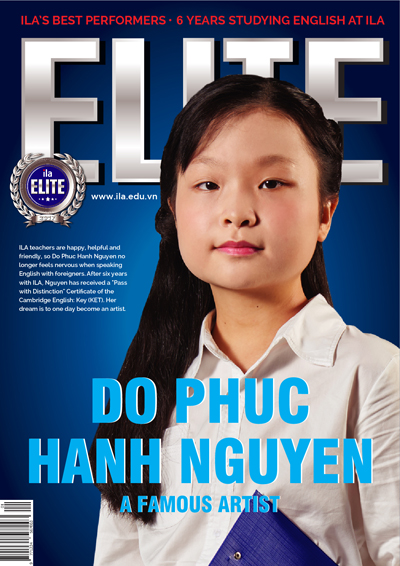 ILA'S BEST PERFORMERS • 6 YEARS STUDYING ENGLISH AT ILA
ELITE
ila
ELITE
www.ila.edu.vn
ILA teachers are happy, helpful and
friendly, so Do Phuc Hanh Nguyen no
longer feels nervous when speaking
English with foreigners. After six years
with ILA, Nguyen has received a "Pass
with Distinction" Certificate of the
Cambridge English: Key (KET). Her
dream is to one day become an artist.
DO PHUC
HANH NGUYEN
A FAMOUS ARTIST